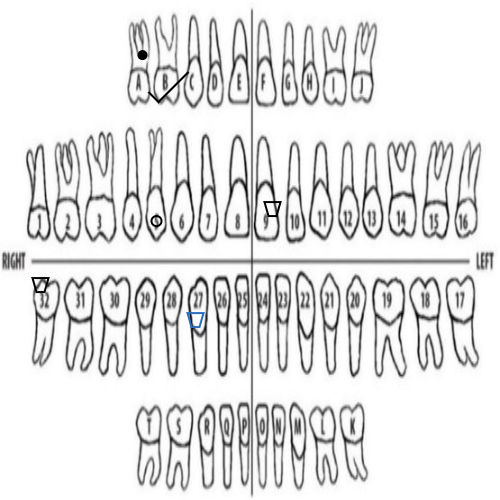 A B C D E F G H I J
1 2 3 4 6 7 8 9 10 11 12 13 14 15 16
RIGHT LEFT
32 31 30 29 28 27 26 25 24 23 22 21 20 19 18 17
T S R Q P O N M L K